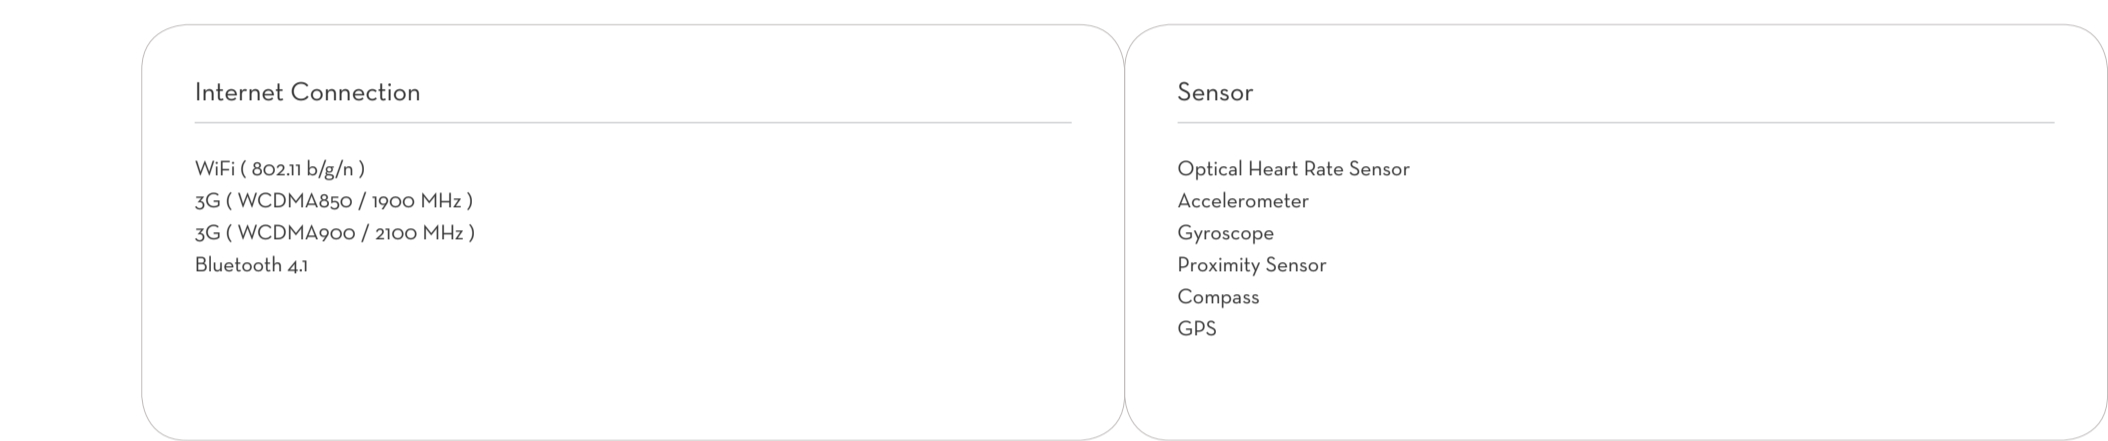 Internet Connection
WiFi ( 802.11 b/g/n )
3G ( WCDMA850 / 1900 MHz )
3G ( WCDMA900 / 2100 MHz )
Bluetooth 4.1
Sensor
Optical Heart Rate Sensor
Accelerometer
Gyroscope
Proximity Sensor
Compass
GPS